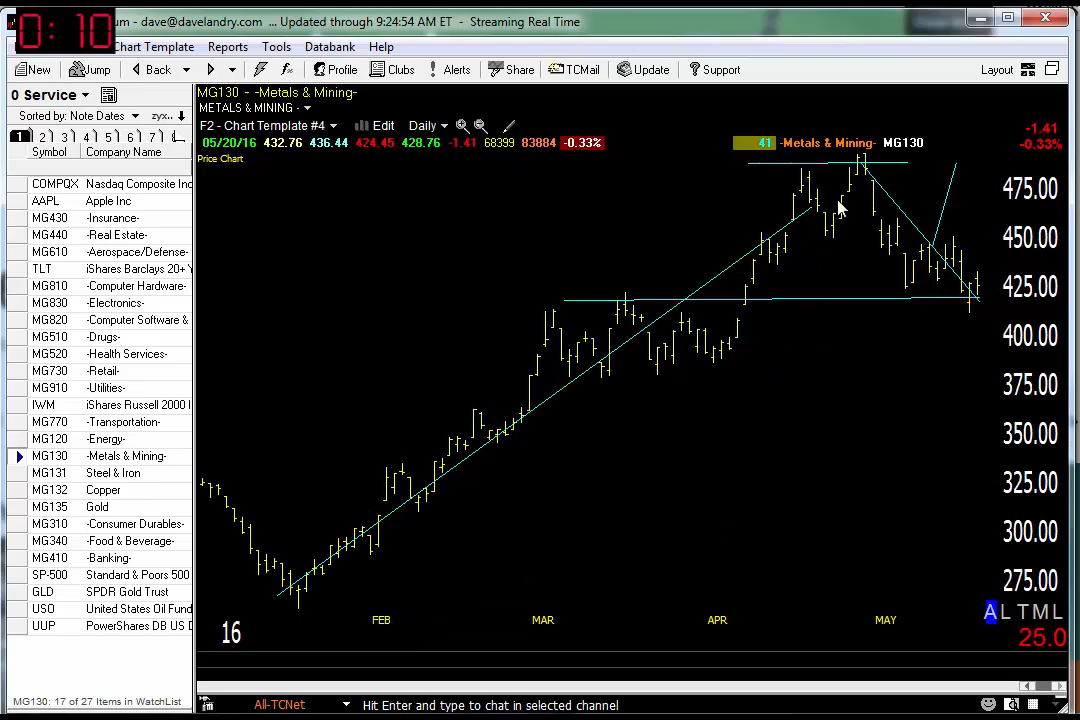 um - dave@davelandry.com ... Updated through 9:24:54 AM ET - Streaming Real Time
0:10
Chart Template Reports Tools Databank Help
New Jump Back Profile Clubs Alerts Share TCMail Update Support Layout
0 Service
MG130 - -Metals & Mining-
METALS & MINING -
Sorted by: Note Dates zyx..
F2 - Chart Template #4 Edit Daily
1 2 3 4 5 6 7
05/20/16 432.76 436.44 424.45 428.76 -1.41 68399 83884 -0.33% 41 -Metals & Mining- MG130
-1.41
-0.33%
Price Chart
Symbol Company Name
COMPQX Nasdaq Composite Inc
AAPL Apple Inc
MG430 -Insurance-
MG440 -Real Estate-
MG610 -Aerospace/Defense-
TLT iShares Barclays 20+ Y
MG810 -Computer Hardware-
MG830 -Electronics-
MG820 -Computer Software &
MG510 -Drugs-
MG520 -Health Services-
MG730 -Retail-
MG910 -Utilities-
IWM iShares Russell 2000 I
MG770 -Transportation-
MG120 -Energy-
MG130 -Metals & Mining-
MG131 Steel & Iron
MG132 Copper
MG135 Gold
MG310 -Consumer Durables-
MG340 -Food & Beverage-
MG410 -Banking-
SP-500 Standard & Poors 500
GLD SPDR Gold Trust
USO United States Oil Fund
UUP PowerShares DB US D
475.00
450.00
425.00
400.00
375.00
350.00
325.00
300.00
275.00
A L T M L
25.0
16 FEB MAR APR MAY
MG130: 17 of 27 Items in WatchList
All-TCNet Hit Enter and type to chat in selected channel